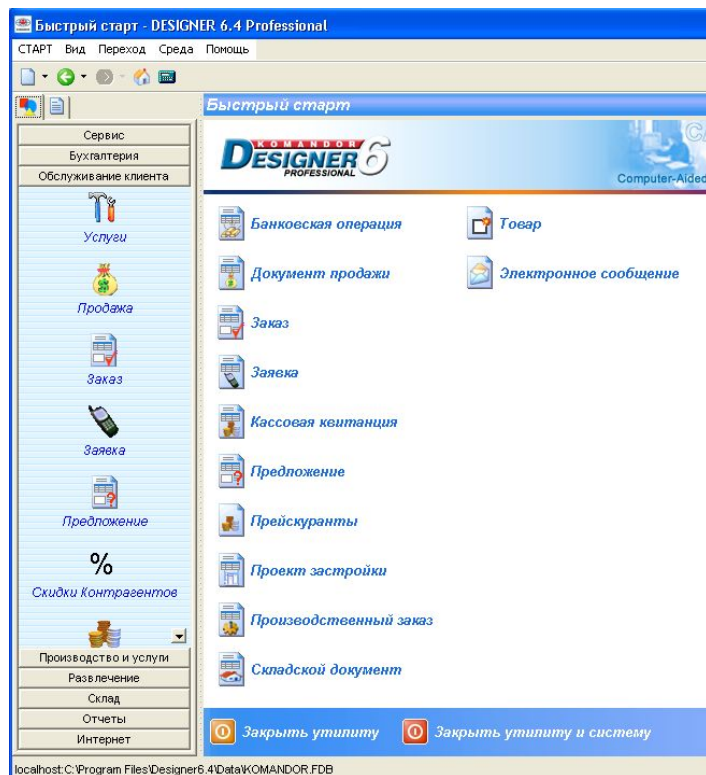 Быстрый старт - DESIGNER 6.4 Professional
СТАРТ Вид Переход Среда Помощь
Быстрый старт
Сервис
Бухгалтерия
Обслуживание клиента
Услуги
Продажа
Заказ
Заявка
Предложение
%
Скидки Контрагентов
Производство и услуги
Развлечение
Склад
Отчеты
Интернет
KOMANDOR
DESIGNER 6
PROFESSIONAL
CA
Computer-Aided
Банковская операция
Документ продажи
Заказ
Заявка
Кассовая квитанция
Предложение
Прейскуранты
Проект застройки
Производственный заказ
Складской документ
Товар
Электронное сообщение
Закрыть утилиту
Закрыть утилиту и систему
localhost:C:\Program Files\Designer6.4\Data\KOMANDOR.FDB